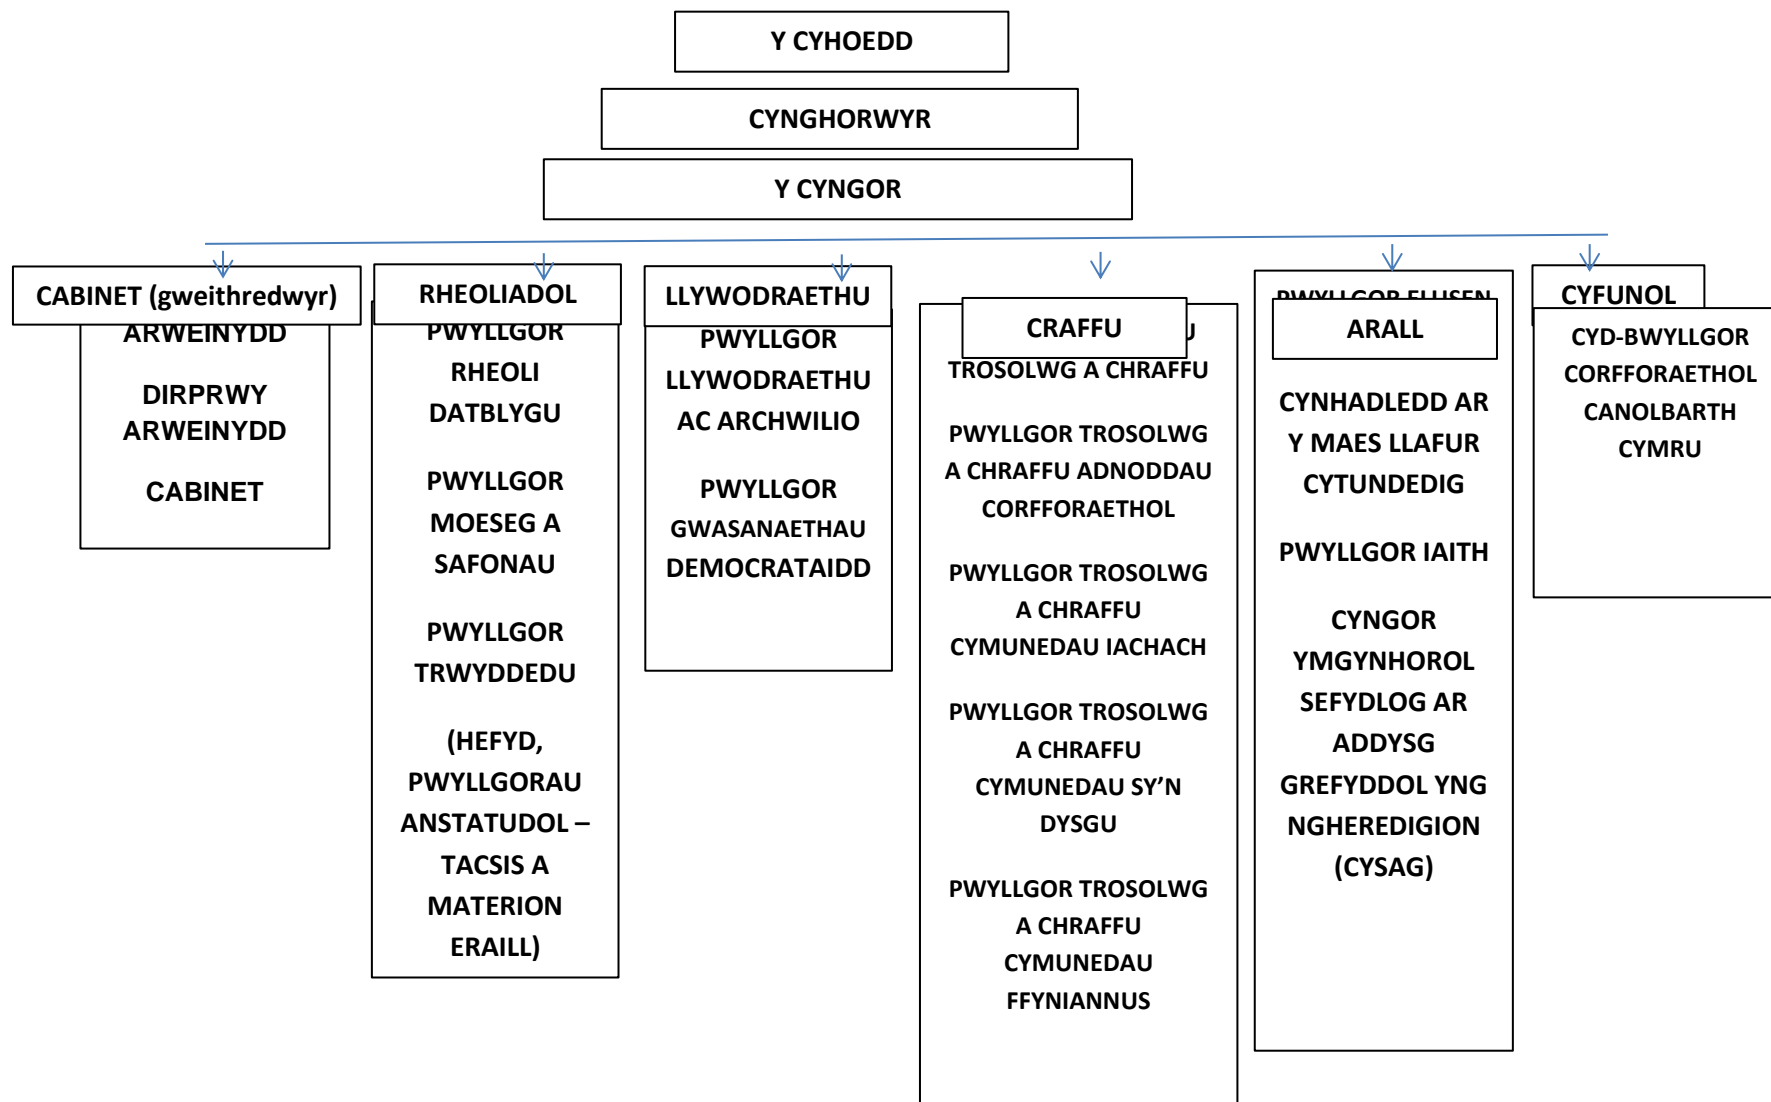 Y CYHOEDD
CYNGHORWYR
Y CYNGOR
CABINET (gweithredwyr)
ARWEINYDD
DIRPRWY
ARWEINYDD
CABINET
RHEOLIADOL
PWYLLGOR
RHEOLI
DATBLYGU
PWYLLGOR
MOESEG A
SAFONAU
PWYLLGOR
TRWYDDEDU
(HEFYD,
PWYLLGORAU
ANSTATUDOL –
TACSIS A
MATERION
ERAILL)
LLYWODRAETHU
PWYLLGOR
LLYWODRAETHU
AC ARCHWILIO
PWYLLGOR
GWASANAETHAU
DEMOCRATAIDD
CRAFFU
TROSOLWG A CHRAFFU
PWYLLGOR TROSOLWG
A CHRAFFU ADNODDAU
CORFFORAETHOL
PWYLLGOR TROSOLWG
A CHRAFFU
CYMUNEDAU IACHACH
PWYLLGOR TROSOLWG
A CHRAFFU
CYMUNEDAU SY’N
DYSGU
PWYLLGOR TROSOLWG
A CHRAFFU
CYMUNEDAU
FFYNIANNUS
PWYLLGOR
ARALL
CYNHADLEDD AR
Y MAES LLAFUR
CYTUNDEDIG
PWYLLGOR IAITH
CYNGOR
YMGYNHOROL
SEFYDLOG AR
ADDYSG
GREFYDDOL YNG
NGHEREDIGION
(CYSAG)
CYFUNOL
CYD-BWYLLGOR
CORFFORAETHOL
CANOLBARTH
CYMRU